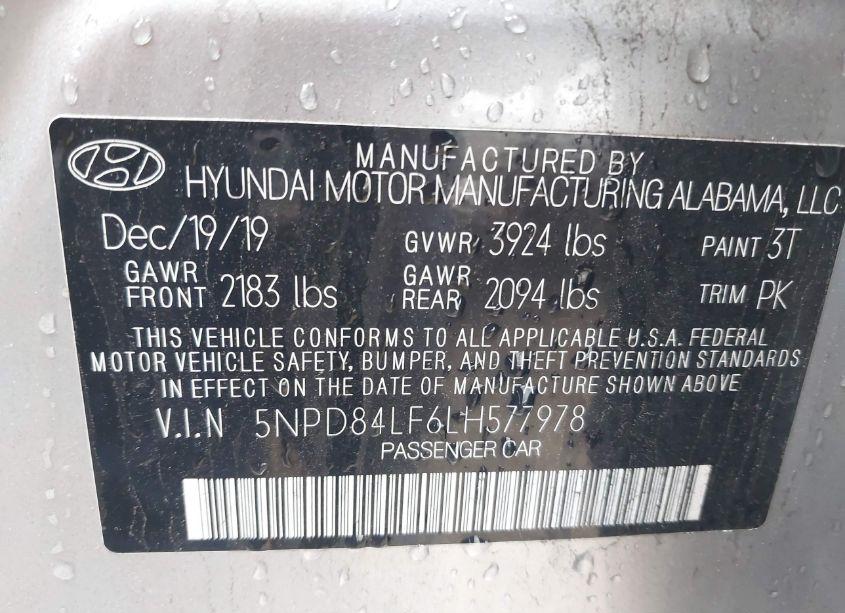 MANUFACTURED BY
HYUNDAI MOTOR MANUFACTURING ALABAMA, LLC
Dec/19/19 GVWR 3924 lbs PAINT 3T
GAWR FRONT 2183 lbs GAWR REAR 2094 lbs TRIM PK
THIS VEHICLE CONFORMS TO ALL APPLICABLE U.S.A. FEDERAL
MOTOR VEHICLE SAFETY, BUMPER, AND THEFT PREVENTION STANDARDS
IN EFFECT ON THE DATE OF MANUFACTURE SHOWN ABOVE
V.I.N 5NPD84LF6LH577978
PASSENGER CAR